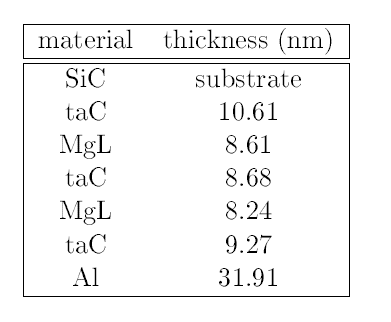 material thickness (nm)
SiC substrate
taC 10.61
MgL 8.61
taC 8.68
MgL 8.24
taC 9.27
Al 31.91